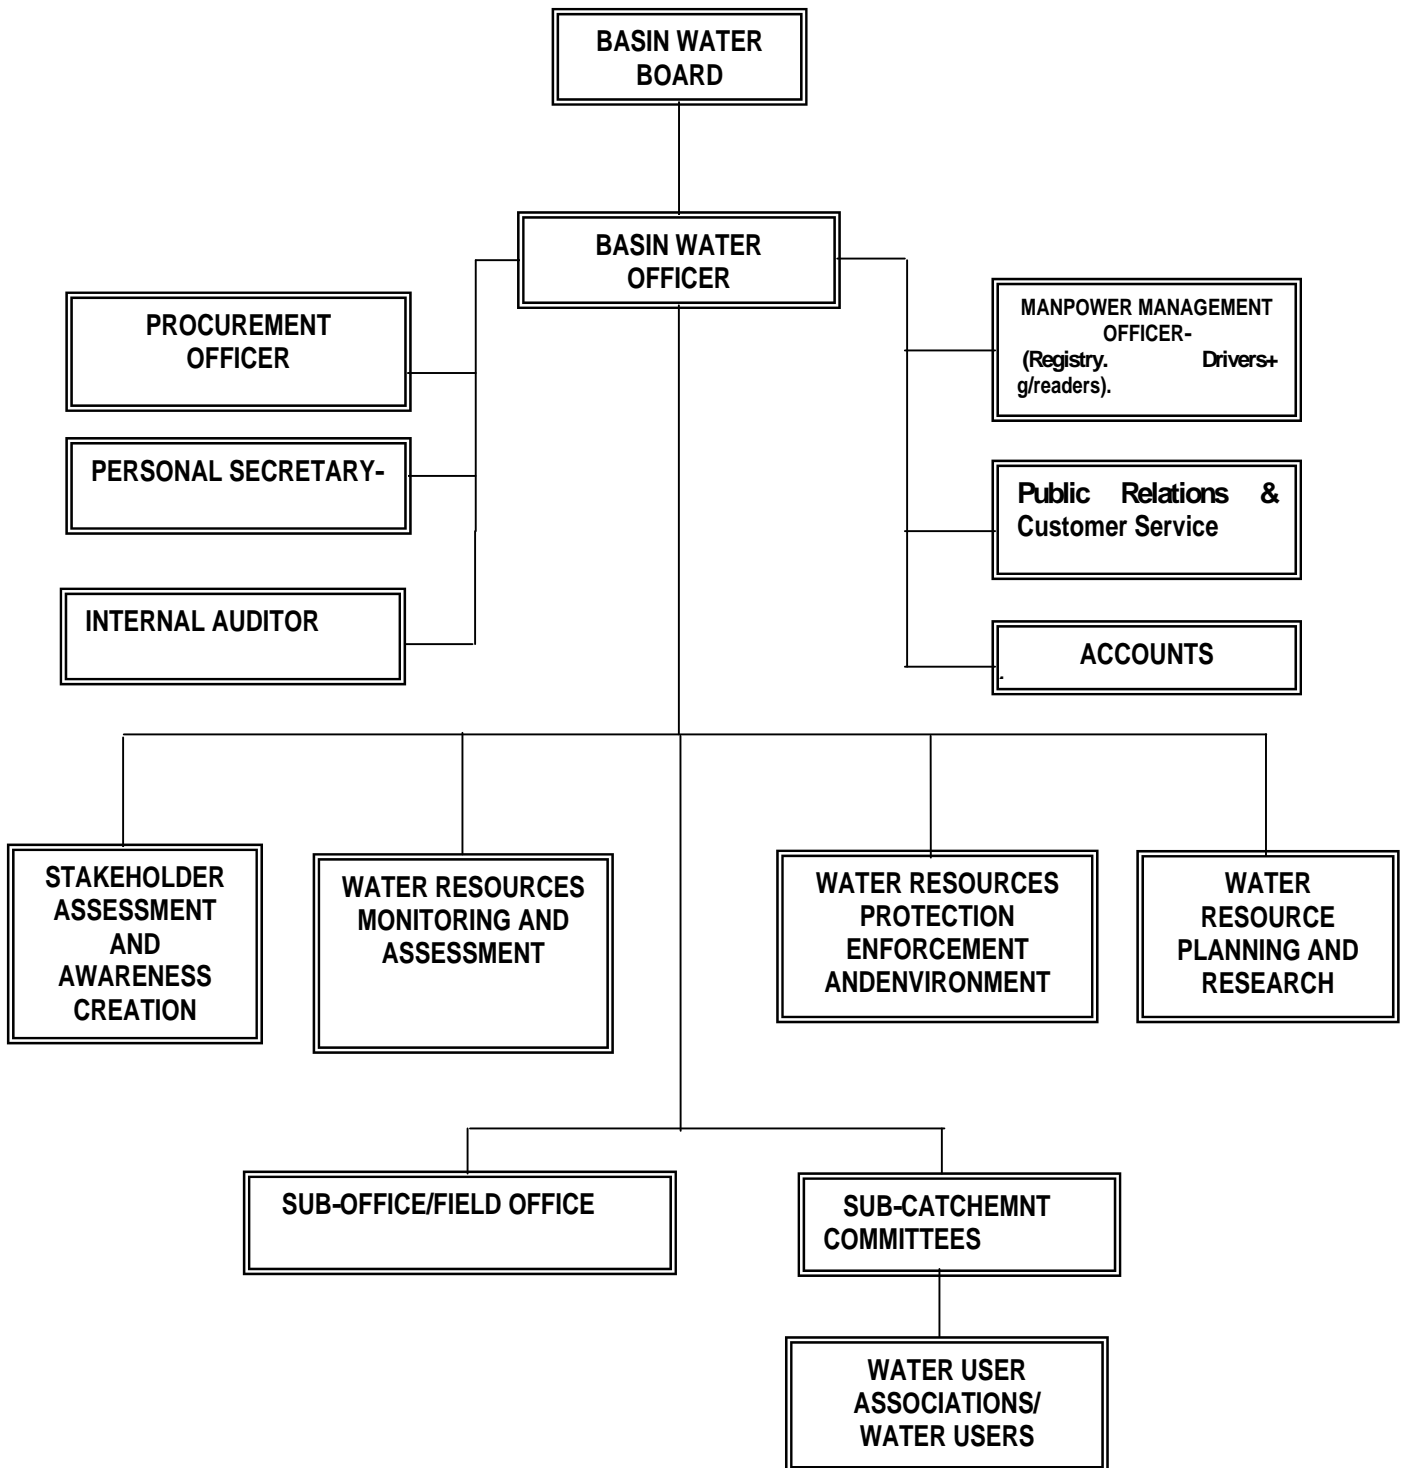 BASIN WATER
BOARD
BASIN WATER
OFFICER
PROCUREMENT
OFFICER
PERSONAL SECRETARY-
INTERNAL AUDITOR
MANPOWER MANAGEMENT
OFFICER-
(Registry. Drivers+
g/readers).
Public Relations &
Customer Service
ACCOUNTS
.
STAKEHOLDER
ASSESSMENT
AND
AWARENESS
CREATION
WATER RESOURCES
MONITORING AND
ASSESSMENT
WATER RESOURCES
PROTECTION
ENFORCEMENT
ANDENVIRONMENT
WATER
RESOURCE
PLANNING AND
RESEARCH
SUB-OFFICE/FIELD OFFICE
SUB-CATCHEMNT
COMMITTEES
WATER USER
ASSOCIATIONS/
WATER USERS